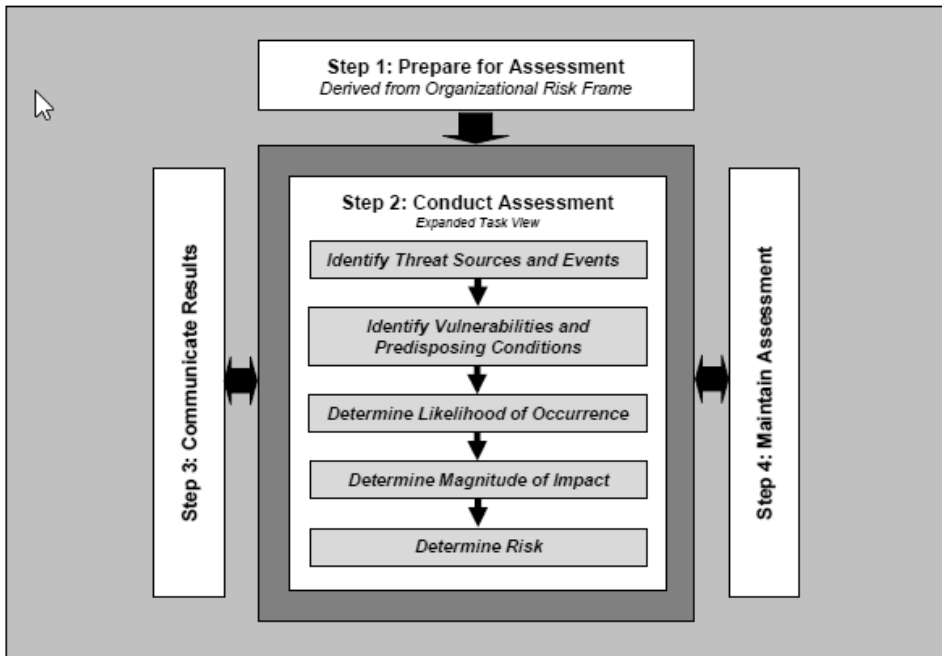 Step 1: Prepare for Assessment
Derived from Organizational Risk Frame
Step 2: Conduct Assessment
Expanded Task View
Identify Threat Sources and Events
Identify Vulnerabilities and
Predisposing Conditions
Determine Likelihood of Occurrence
Determine Magnitude of Impact
Determine Risk
Step 3: Communicate Results
Step 4: Maintain Assessment